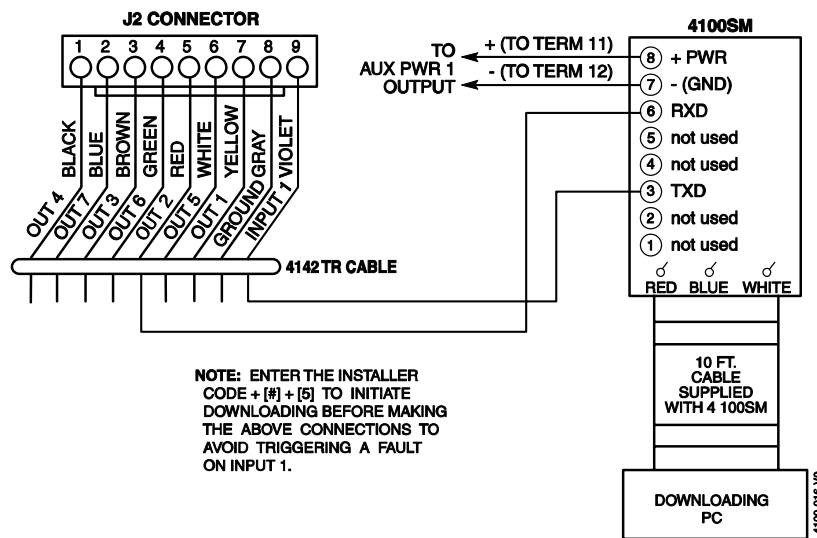 J2 CONNECTOR
1 2 3 4 5 6 7 8 9
BLACK
BLUE
BROWN
GREEN
RED
WHITE
YELLOW
GRAY
VIOLET
OUT 4
OUT 7
OUT 3
OUT 6
OUT 2
OUT 5
OUT 1
GROUND
INPUT 1
4142TR CABLE
TO
AUX PWR 1
OUTPUT
+ (TO TERM 11)
- (TO TERM 12)
4100SM
8 + PWR
7 - (GND)
6 RXD
5 not used
4 not used
3 TXD
2 not used
1 not used
RED BLUE WHITE
10 FT.
CABLE
SUPPLIED
WITH 4 100SM
NOTE: ENTER THE INSTALLER
CODE + [#] + [5] TO INITIATE
DOWNLOADING BEFORE MAKING
THE ABOVE CONNECTIONS TO
AVOID TRIGGERING A FAULT
ON INPUT 1.
DOWNLOADING
PC
4100-016-V0